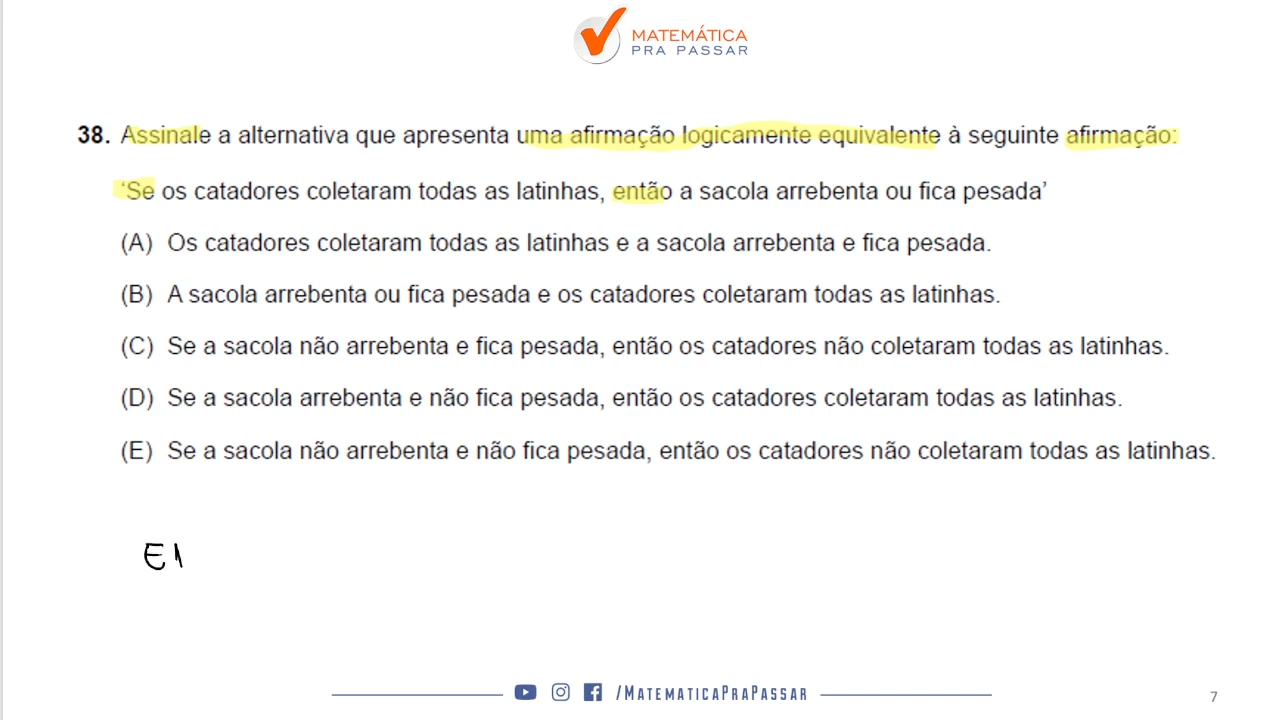 MATEMÁTICA
PRA PASSAR
38. Assinale a alternativa que apresenta uma afirmação logicamente equivalente à seguinte afirmação:
‘Se os catadores coletaram todas as latinhas, então a sacola arrebenta ou fica pesada’
(A) Os catadores coletaram todas as latinhas e a sacola arrebenta e fica pesada.
(B) A sacola arrebenta ou fica pesada e os catadores coletaram todas as latinhas.
(C) Se a sacola não arrebenta e fica pesada, então os catadores não coletaram todas as latinhas.
(D) Se a sacola arrebenta e não fica pesada, então os catadores coletaram todas as latinhas.
(E) Se a sacola não arrebenta e não fica pesada, então os catadores não coletaram todas as latinhas.
/MATEMATICAPRAPASSAR
7